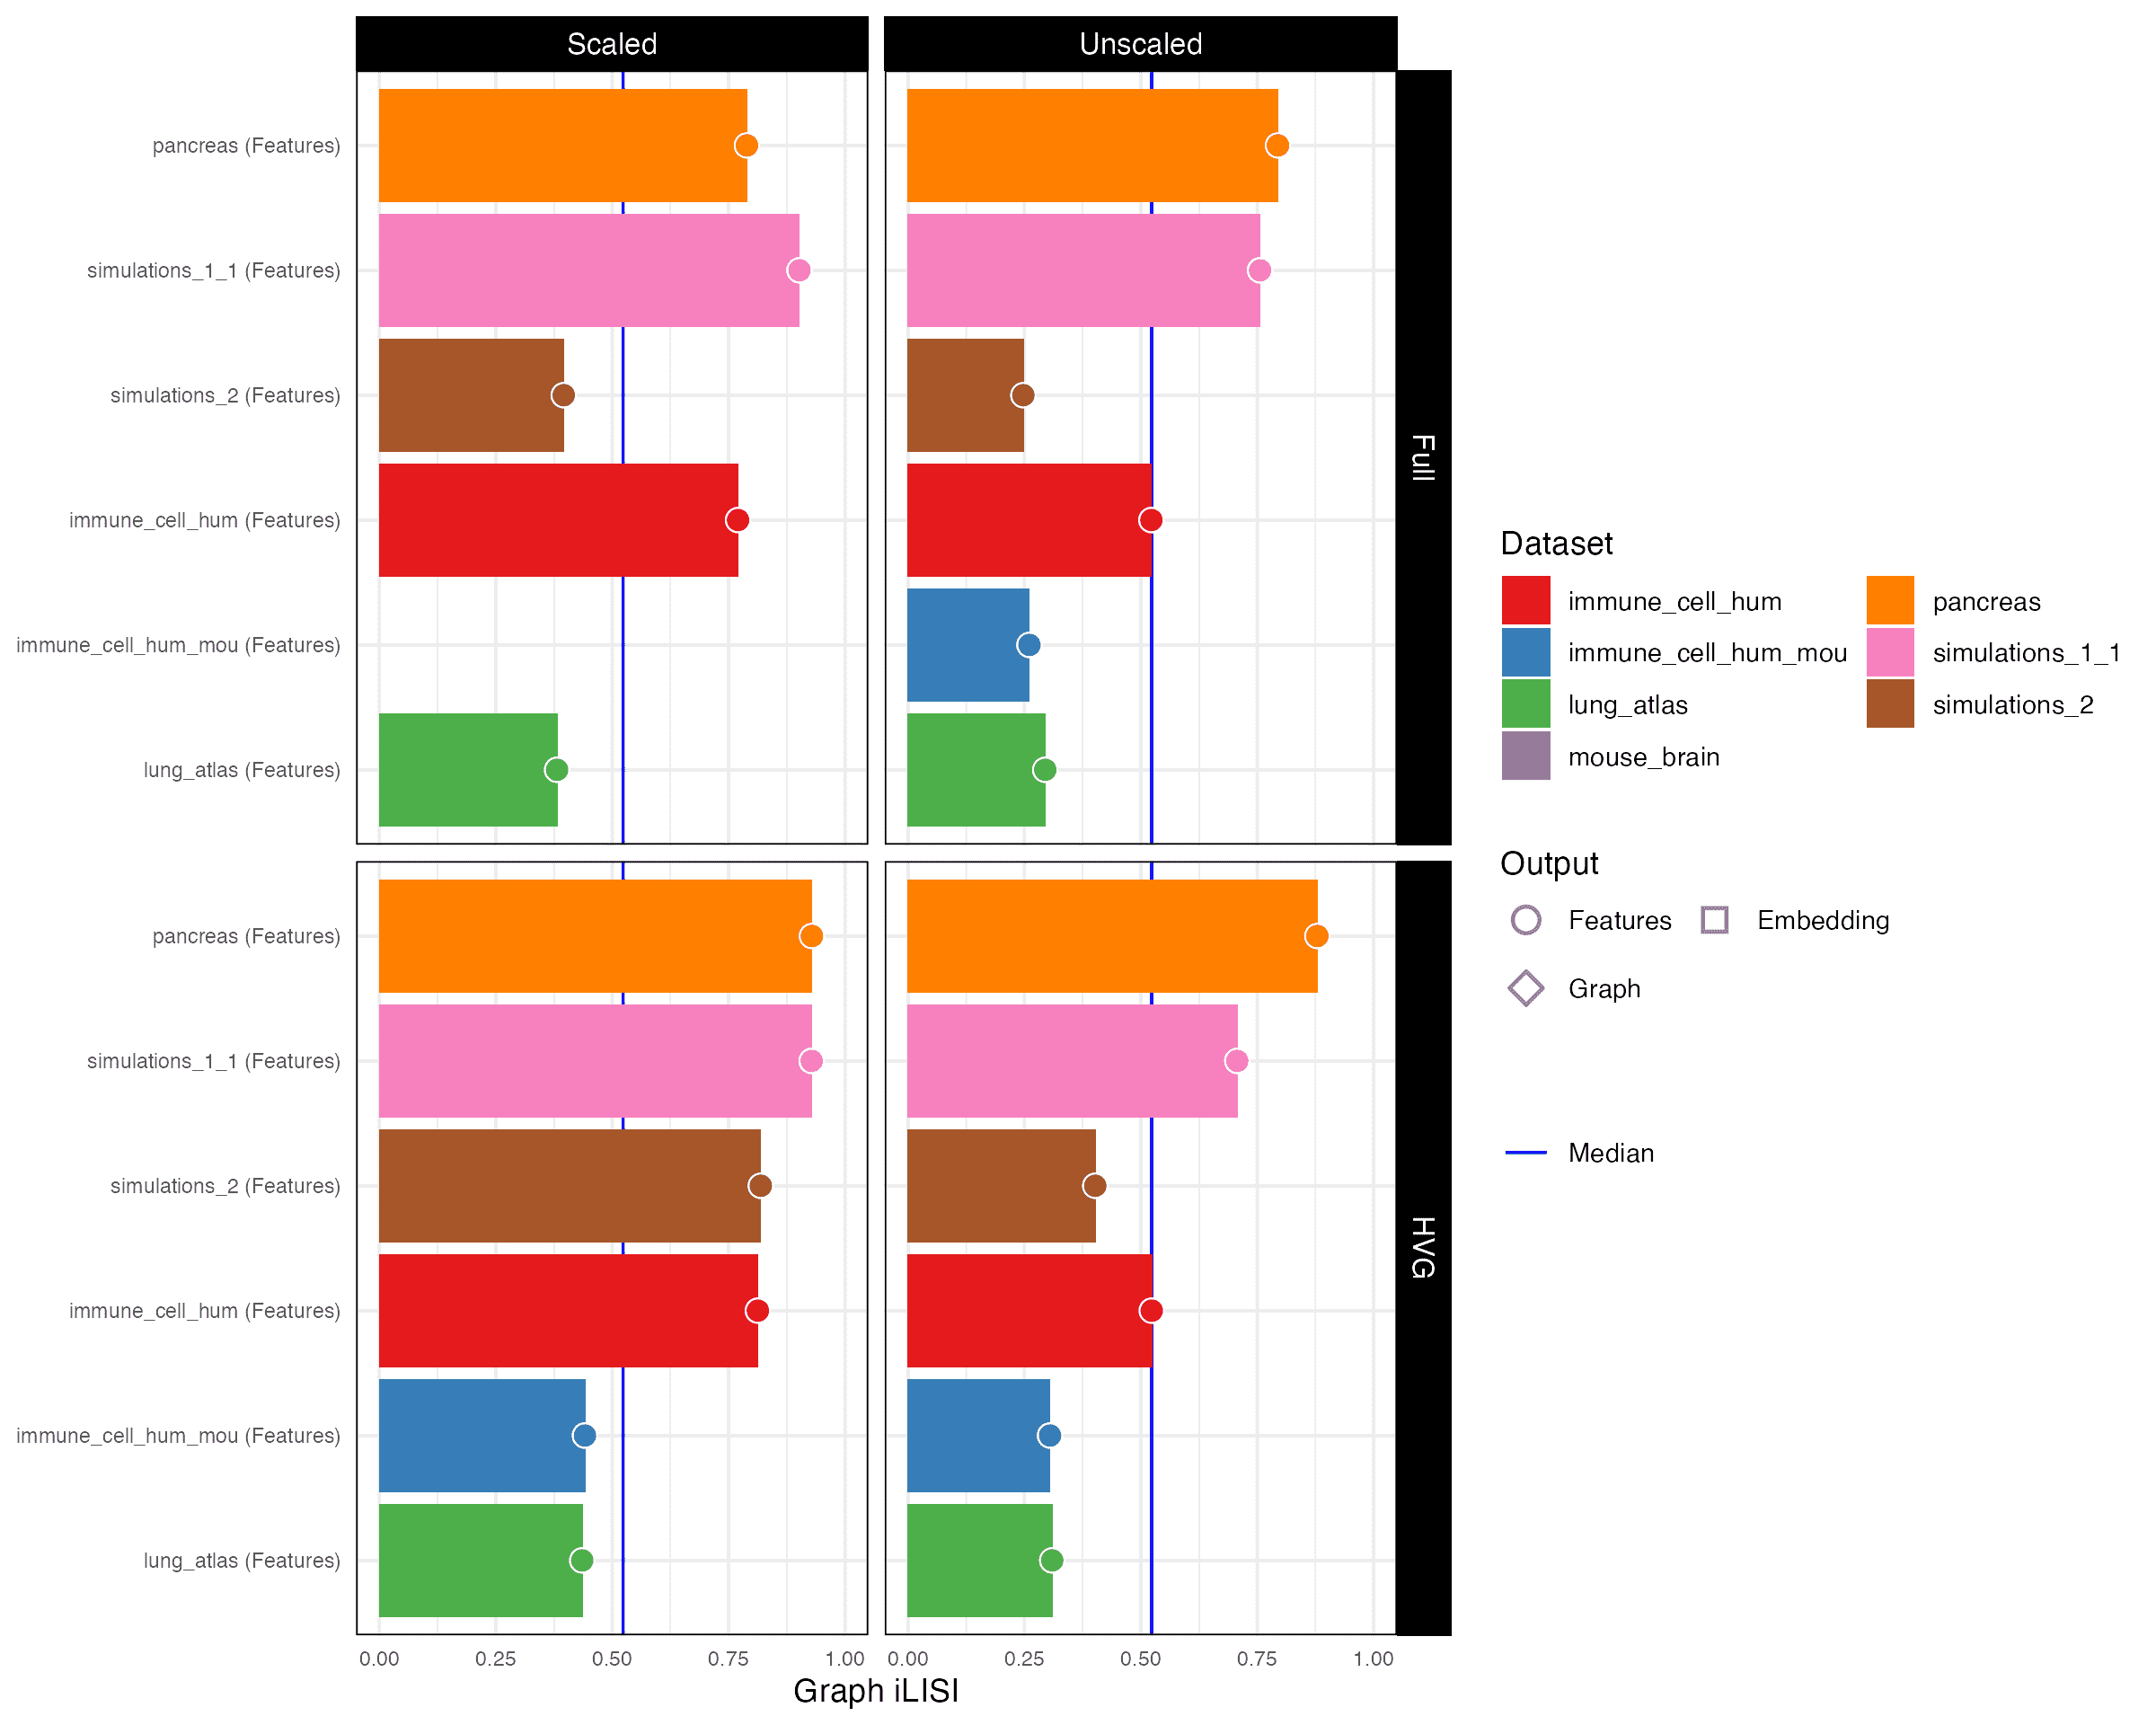 Scaled
Unscaled
pancreas (Features)
simulations_1_1 (Features)
simulations_2 (Features)
immune_cell_hum (Features)
immune_cell_hum_mou (Features)
lung_atlas (Features)
Full
pancreas (Features)
simulations_1_1 (Features)
simulations_2 (Features)
immune_cell_hum (Features)
immune_cell_hum_mou (Features)
lung_atlas (Features)
HVG
0.00 0.25 0.50 0.75 1.00
0.00 0.25 0.50 0.75 1.00
Graph iLISI
Dataset
immune_cell_hum
immune_cell_hum_mou
lung_atlas
mouse_brain
pancreas
simulations_1_1
simulations_2
Output
Features
Embedding
Graph
Median